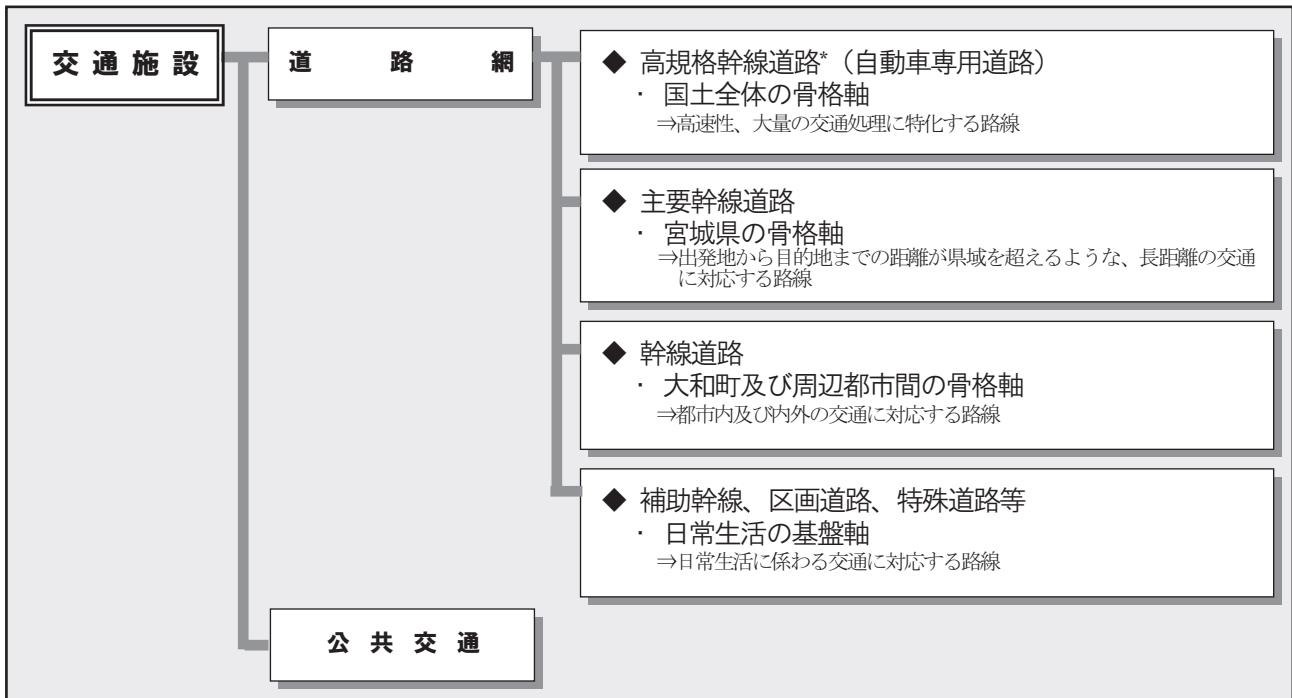 交通施設
道路網
◆ 高規格幹線道路*（自動車専用道路）
・ 国土全体の骨格軸
⇒高速性、大量の交通処理に特化する路線
◆ 主要幹線道路
・ 宮城県の骨格軸
⇒出発地から目的地までの距離が県域を超えるような、長距離の交通
に対応する路線
◆ 幹線道路
・ 大和町及び周辺都市間の骨格軸
⇒都市内及び内外の交通に対応する路線
◆ 補助幹線、区画道路、特殊道路等
・ 日常生活の基盤軸
⇒日常生活に係わる交通に対応する路線
公共交通